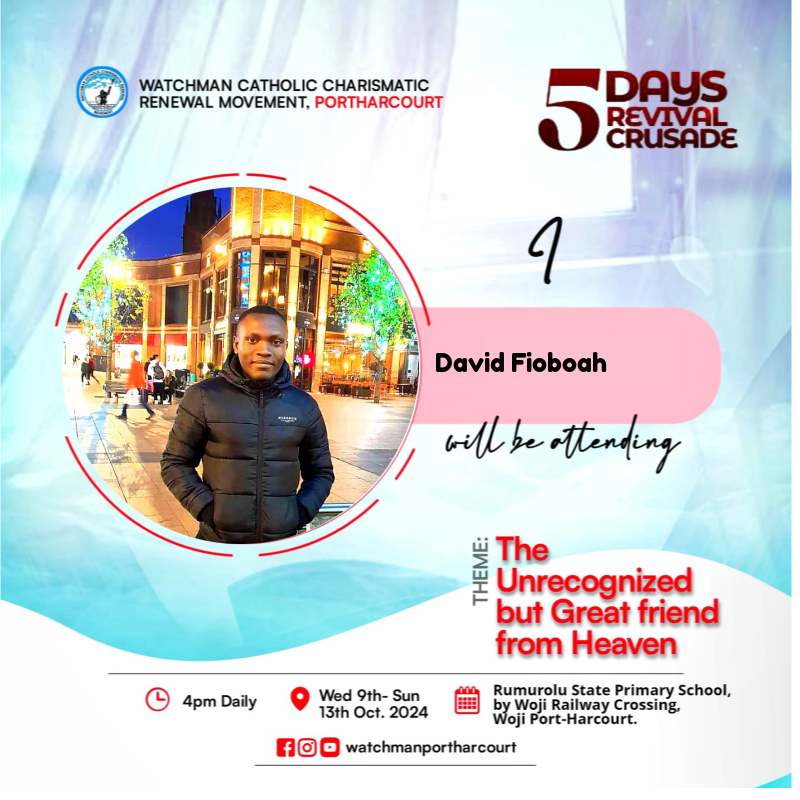 WATCHMAN CATHOLIC CHARISMATIC
RENEWAL MOVEMENT, PORTHARCOURT
5 DAYS
REVIVAL
CRUSADE
I
David Fioboah
will be attending
THEME:
The
Unrecognized
but Great friend
from Heaven
4pm Daily
Wed 9th- Sun
13th Oct. 2024
Rumurolu State Primary School,
by Woji Railway Crossing,
Woji Port-Harcourt.
watchmanportharcourt